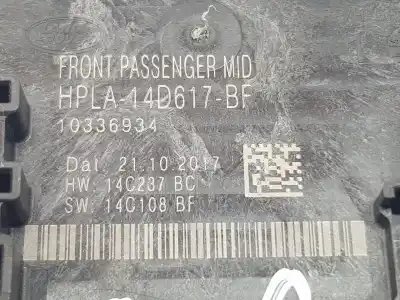 FRONT PASSENGER MID
HPLA-14D617-BF
10336934
Dat 21.10.2017
HW: 14C237 BC
SW: 14C108 BF